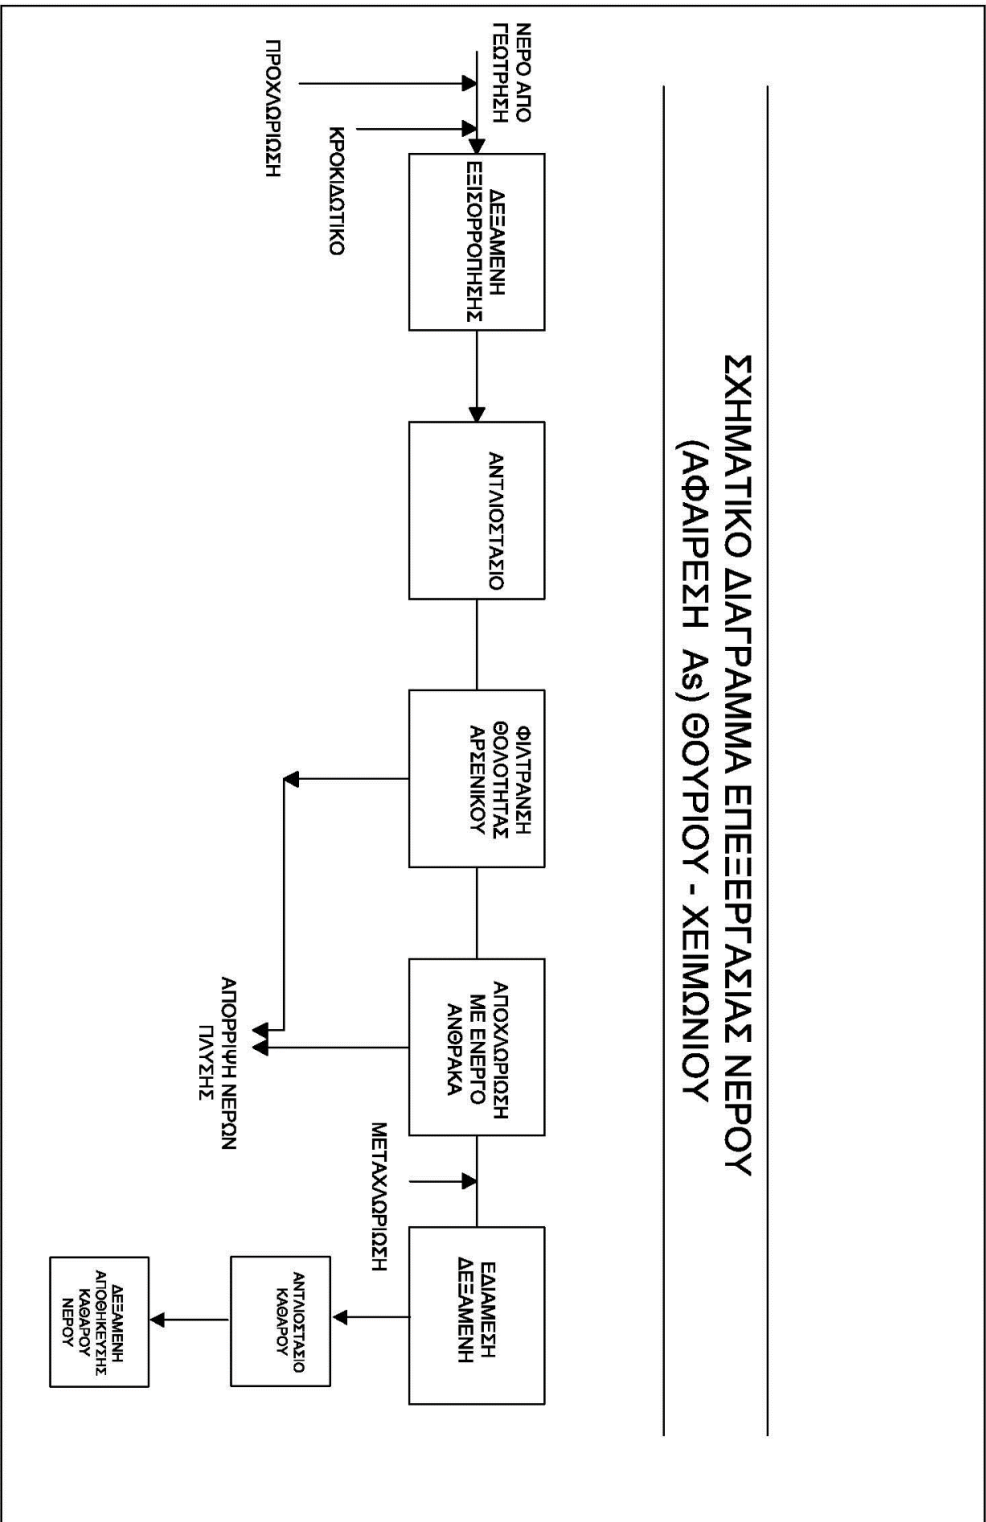 ΣΧΗΜΑΤΙΚΟ ΔΙΑΓΡΑΜΜΑ ΕΠΕΞΕΡΓΑΣΙΑΣ ΝΕΡΟΥ
(ΑΦΑΙΡΕΣΗ As) ΘΟΥΡΙΟΥ - ΧΕΙΜΩΝΙΟΥ
ΝΕΡΟ ΑΠΟ
ΓΕΩΤΡΗΣΗ
ΠΡΟΧΛΩΡΙΩΣΗ
ΚΡΟΚΙΔΩΤΙΚΟ
ΔΕΞΑΜΕΝΗ
ΕΞΙΣΟΡΡΟΠΗΣΗΣ
ΑΝΤΛΙΟΣΤΑΣΙΟ
ΦΙΛΤΡΑΝΣΗ
ΘΟΛΟΤΗΤΑΣ
ΑΡΣΕΝΙΚΟΥ
ΑΠΟΧΛΩΡΙΩΣΗ
ΜΕ ΕΝΕΡΓΟ
ΑΝΘΡΑΚΑ
ΑΠΟΡΡΙΨΗ ΝΕΡΩΝ
ΠΛΥΣΗΣ
ΜΕΤΑΧΛΩΡΙΩΣΗ
ΕΔΙΑΜΕΣΗ
ΔΕΞΑΜΕΝΗ
ΑΝΤΛΙΟΣΤΑΣΙΟ
ΚΑΘΑΡΟΥ
ΔΕΞΑΜΕΝΗ
ΑΠΟΘΗΚΕΥΣΗΣ
ΚΑΘΑΡΟΥ
ΝΕΡΟΥ